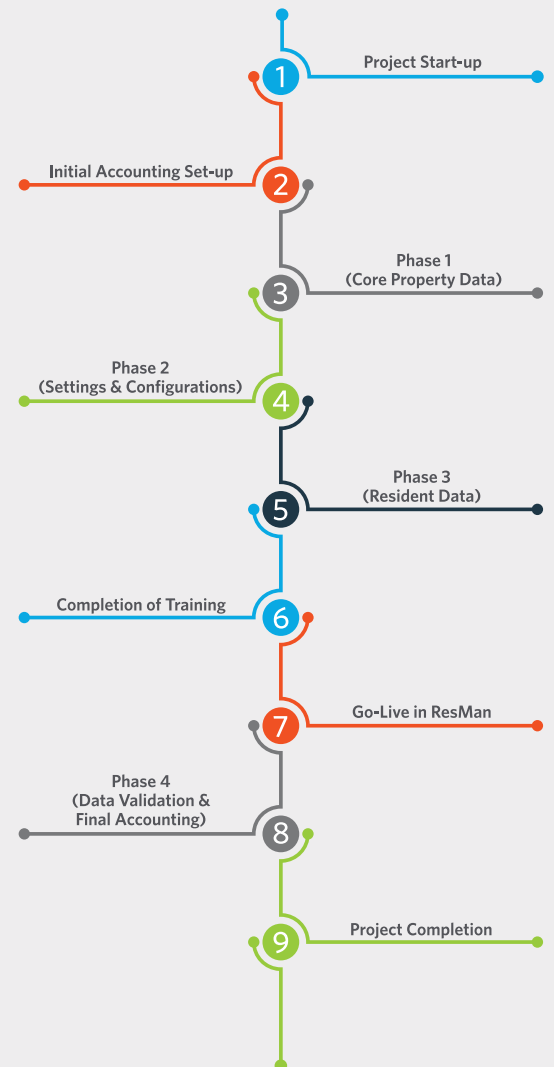 1
Project Start-up
Initial Accounting Set-up
2
3
Phase 1
(Core Property Data)
Phase 2
(Settings & Configurations)
4
5
Phase 3
(Resident Data)
Completion of Training
6
7
Go-Live in ResMan
Phase 4
(Data Validation &
Final Accounting)
8
9
Project Completion